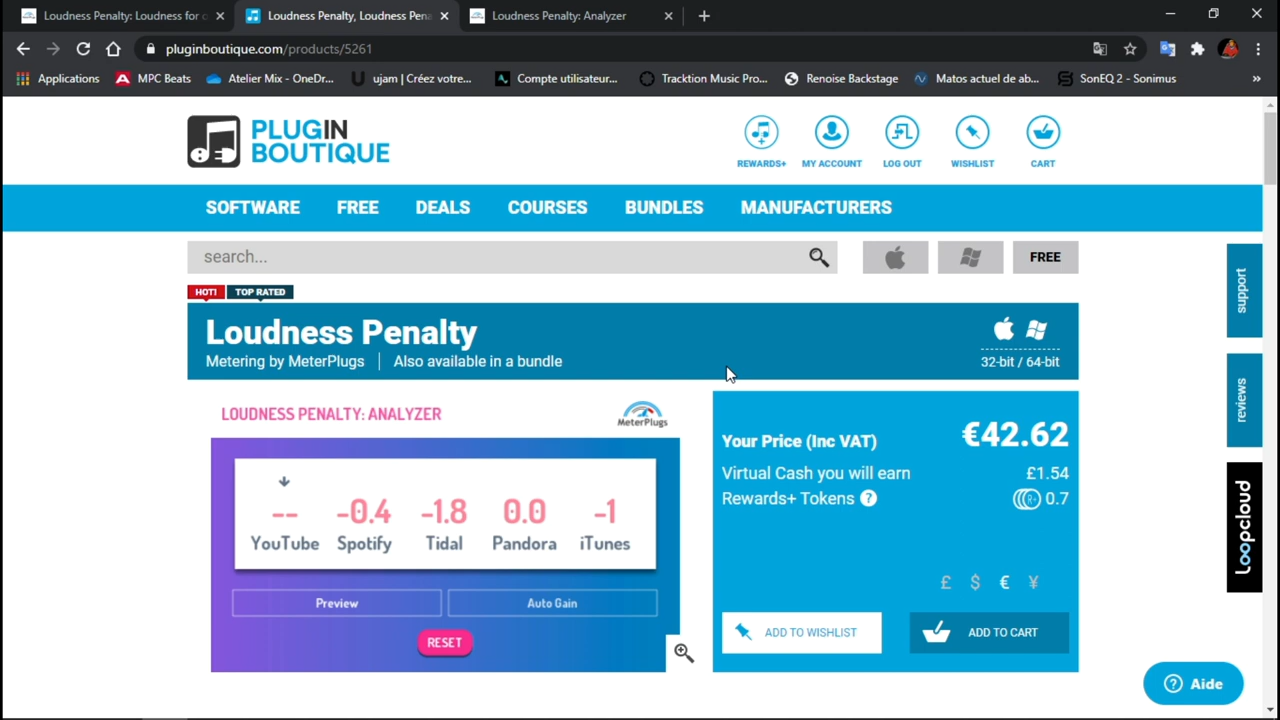 Loudness Penalty: Loudness for o
Loudness Penalty, Loudness Pena
Loudness Penalty: Analyzer
pluginboutique.com/products/5261
Applications
MPC Beats
Atelier Mix - OneDr...
ujam | Créez votre...
Compte utilisateur...
Tracktion Music Pro...
Renoise Backstage
Matos actuel de ab...
SonEQ 2 - Sonimus
»
PLUGIN
BOUTIQUE
REWARDS+
MY ACCOUNT
LOG OUT
WISHLIST
CART
SOFTWARE
FREE
DEALS
COURSES
BUNDLES
MANUFACTURERS
search...
FREE
HOT!
TOP RATED
Loudness Penalty
Metering by MeterPlugs | Also available in a bundle
32-bit / 64-bit
support
reviews
Loopcloud
LOUDNESS PENALTY: ANALYZER
MeterPlugs
-- -0.4 -1.8 0.0 -1
YouTube Spotify Tidal Pandora iTunes
Preview
Auto Gain
RESET
Your Price (Inc VAT) €42.62
Virtual Cash you will earn £1.54
Rewards+ Tokens ? R+ 0.7
£ $ € ¥
ADD TO WISHLIST
ADD TO CART
? Aide